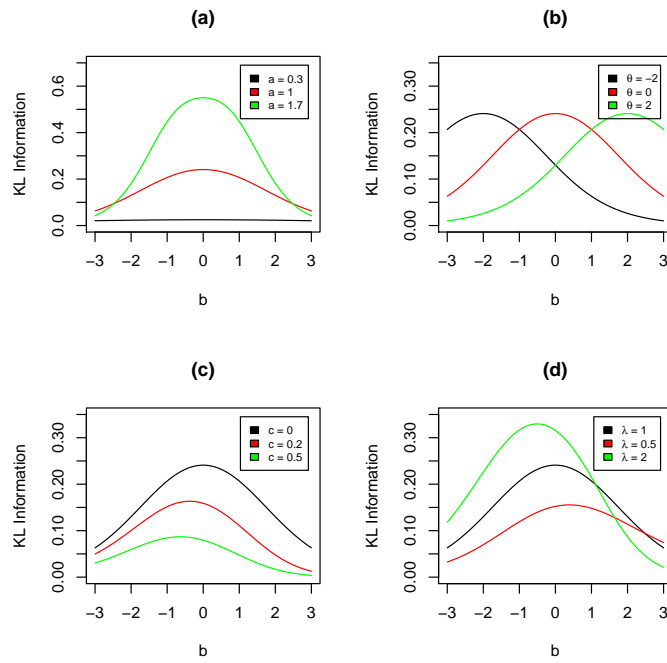 (a)
KL Information
0.0 0.2 0.4 0.6
a = 0.3
a = 1
a = 1.7
−3 −2 −1 0 1 2 3
b
(b)
KL Information
0.00 0.10 0.20 0.30
θ = −2
θ = 0
θ = 2
−3 −2 −1 0 1 2 3
b
(c)
KL Information
0.00 0.10 0.20 0.30
c = 0
c = 0.2
c = 0.5
−3 −2 −1 0 1 2 3
b
(d)
KL Information
0.00 0.10 0.20 0.30
λ = 1
λ = 0.5
λ = 2
−3 −2 −1 0 1 2 3
b